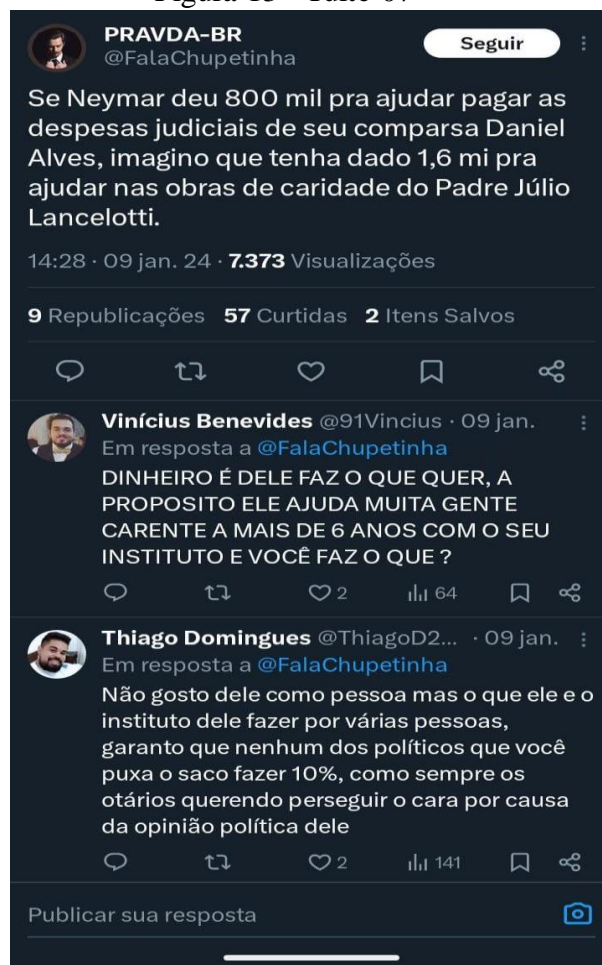 PRAVDA-BR
@FalaChupetinha
Seguir
Se Neymar deu 800 mil pra ajudar pagar as
despesas judiciais de seu comparsa Daniel
Alves, imagino que tenha dado 1,6 mi pra
ajudar nas obras de caridade do Padre Júlio
Lancelotti.
14:28 · 09 jan. 24 · 7.373 Visualizações
9 Republicações 57 Curtidas 2 Itens Salvos
Vinícius Benevides @91Vincius · 09 jan.
Em resposta a @FalaChupetinha
DINHEIRO É DELE FAZ O QUE QUER, A
PROPOSITO ELE AJUDA MUITA GENTE
CARENTE A MAIS DE 6 ANOS COM O SEU
INSTITUTO E VOCÊ FAZ O QUE ?
2 64
Thiago Domingues @ThiagoD2... · 09 jan.
Em resposta a @FalaChupetinha
Não gosto dele como pessoa mas o que ele e o
instituto dele fazer por várias pessoas,
garanto que nenhum dos políticos que você
puxa o saco fazer 10%, como sempre os
otários querendo perseguir o cara por causa
da opinião política dele
2 141
Publicar sua resposta